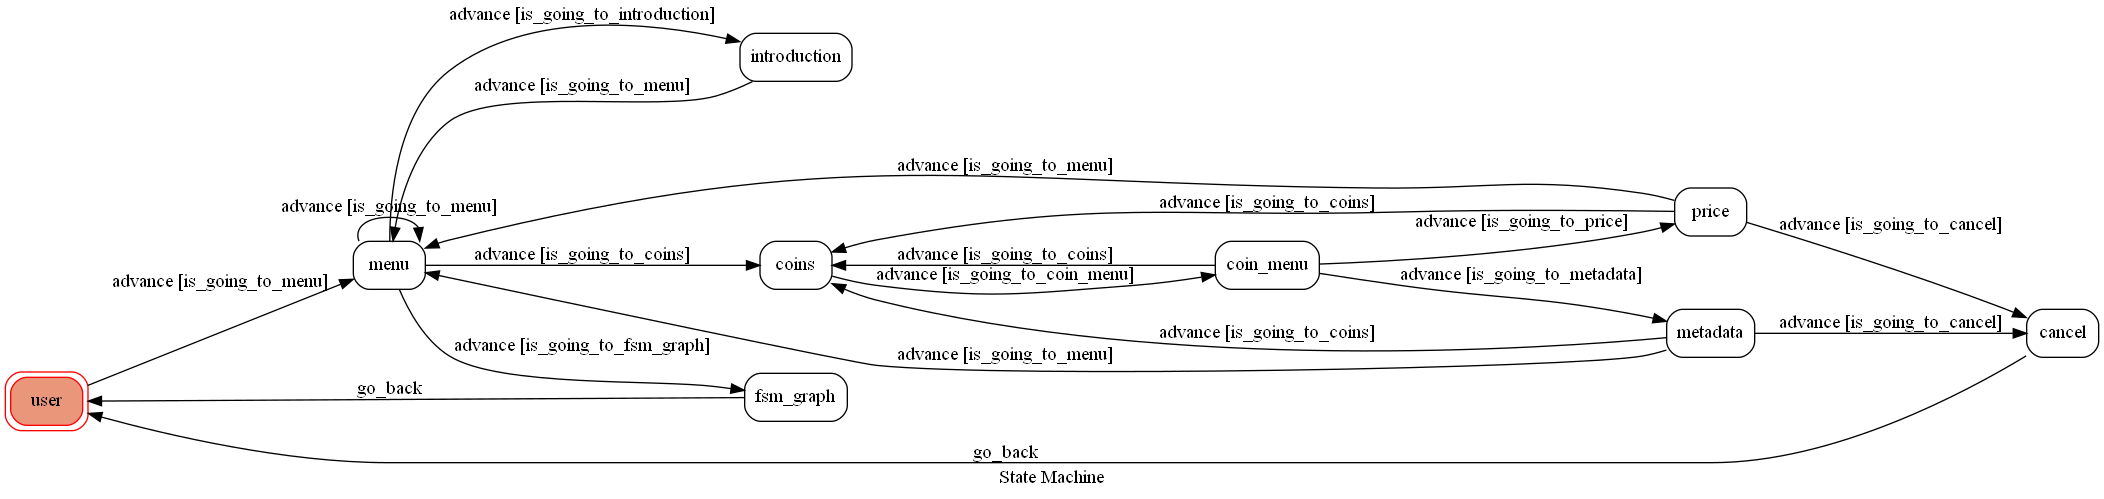 advance [is_going_to_introduction]
introduction
advance [is_going_to_menu]
advance [is_going_to_menu]
advance [is_going_to_menu]
advance [is_going_to_coins]
price
advance [is_going_to_price]
advance [is_going_to_cancel]
menu
advance [is_going_to_coins]
coins
advance [is_going_to_coins]
advance [is_going_to_coin_menu]
coin_menu
advance [is_going_to_metadata]
advance [is_going_to_menu]
advance [is_going_to_coins]
metadata
advance [is_going_to_cancel]
cancel
advance [is_going_to_fsm_graph]
advance [is_going_to_menu]
user
go_back
fsm_graph
go_back
State Machine